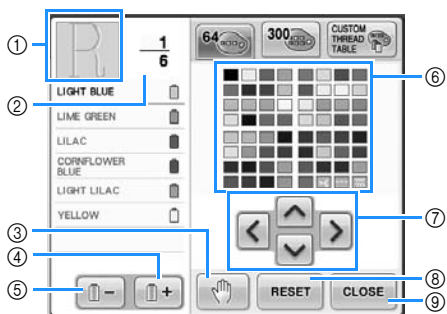 ①
1
6
②
64
300
CUSTOM
THREAD
TABLE
LIGHT BLUE
LIME GREEN
LILAC
CORNFLOWER
BLUE
LIGHT LILAC
YELLOW
⑥
⑦
③
④
⑤
−
+
RESET
CLOSE
⑧
⑨